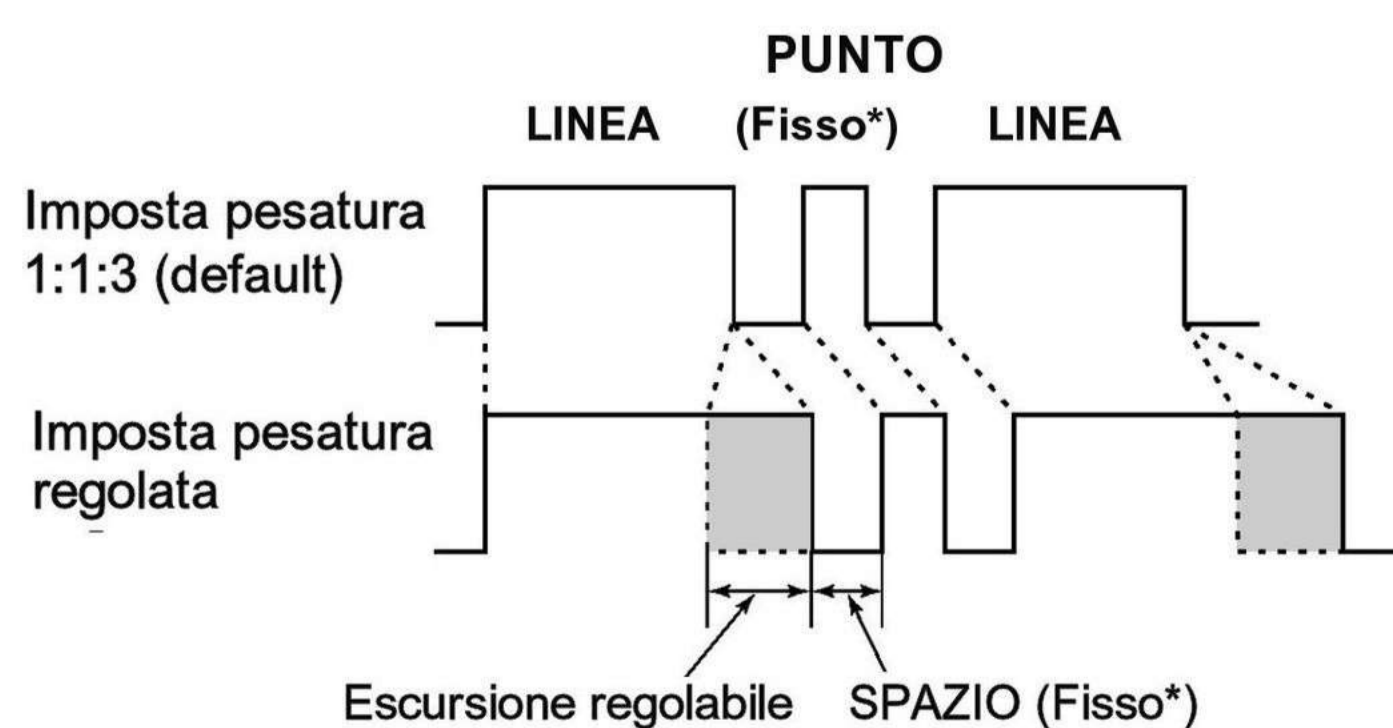 PUNTO
LINEA (Fisso*) LINEA
Imposta pesatura
1:1:3 (default)
Imposta pesatura
regolata
Escursione regolabile SPAZIO (Fisso*)